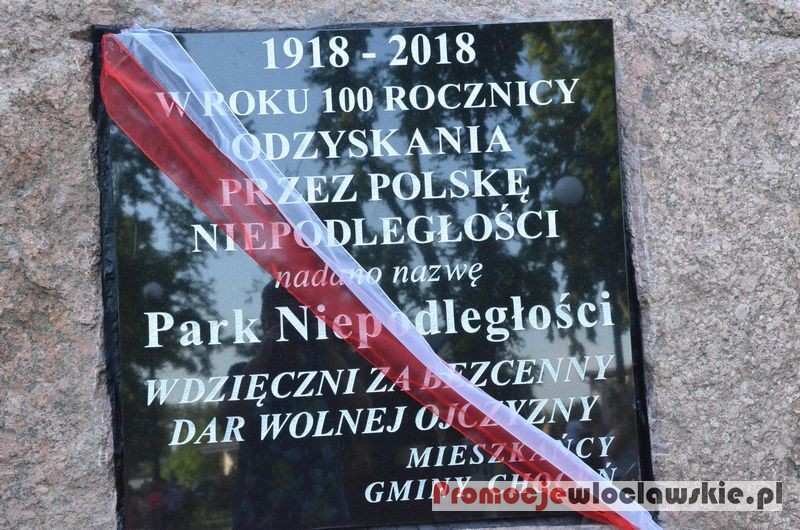 1918 - 2018
W ROKU 100 ROCZNICY
ODZYSKANIA
PRZEZ POLSKĘ
NIEPODLEGŁOŚCI
nadano nazwę
Park Niepodległości
WDZIĘCZNI ZA BEZCENNY
DAR WOLNEJ OJCZYZNY
MIESZKAŃCY
GMINY CHOCEŃ
Promocjewloclawskie.pl